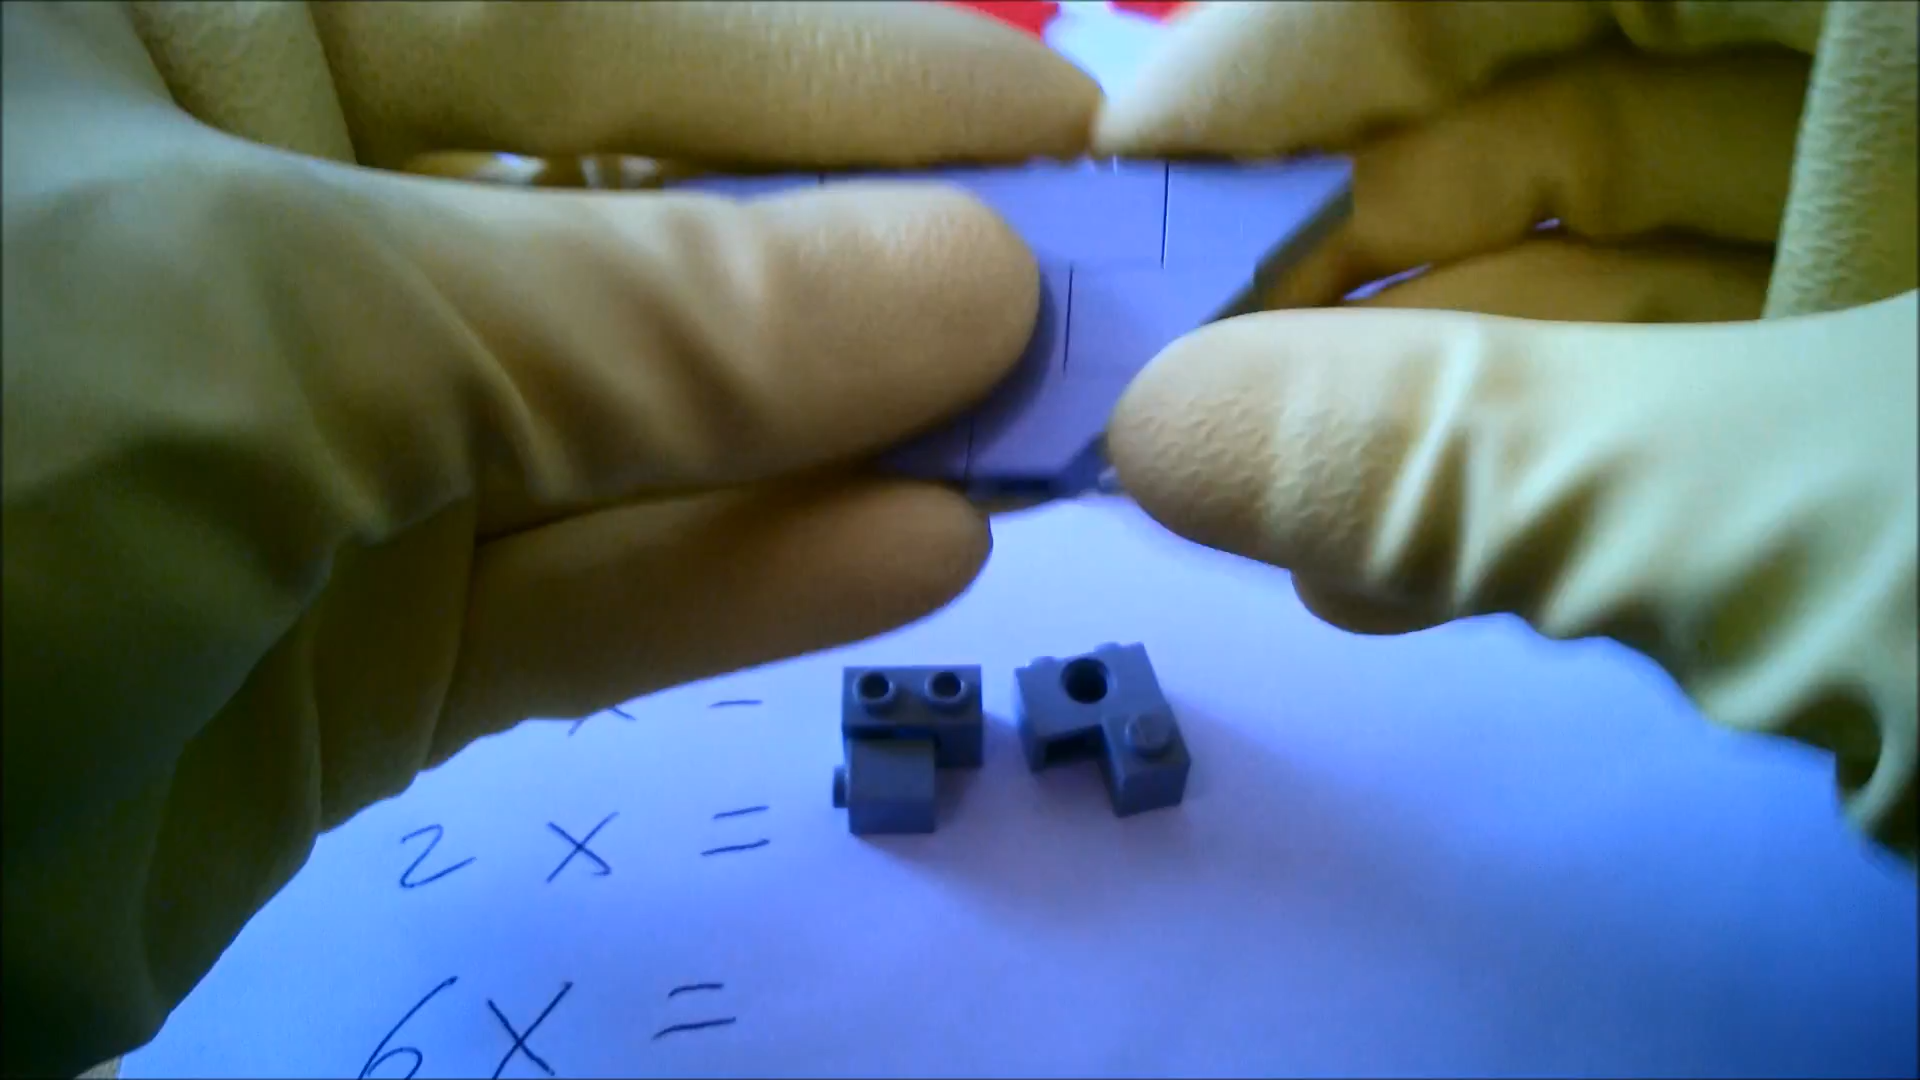 x =
2 x =
6 x =